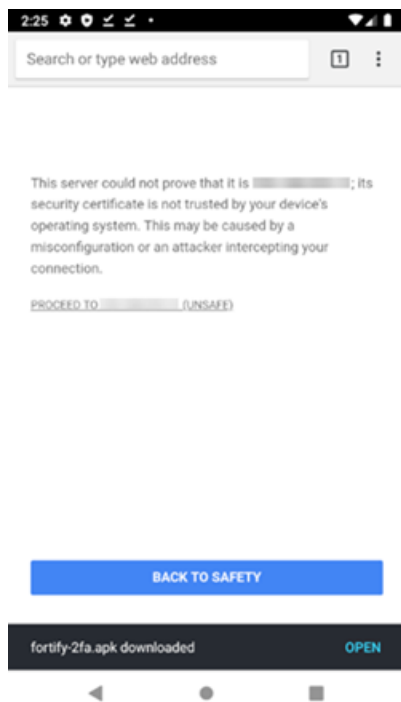 2:25
Search or type web address
1
This server could not prove that it is ; its
security certificate is not trusted by your device's
operating system. This may be caused by a
misconfiguration or an attacker intercepting your
connection.
PROCEED TO (UNSAFE)
BACK TO SAFETY
fortify-2fa.apk downloaded OPEN